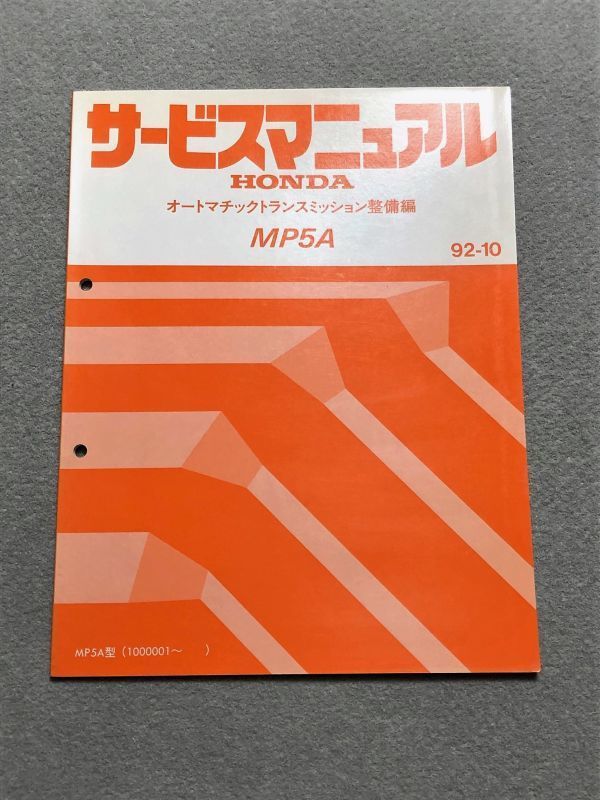 サービスマニュアル
HONDA
オートマチックトランスミッション整備編
MP5A
92-10
MP5A型（1000001〜　　）